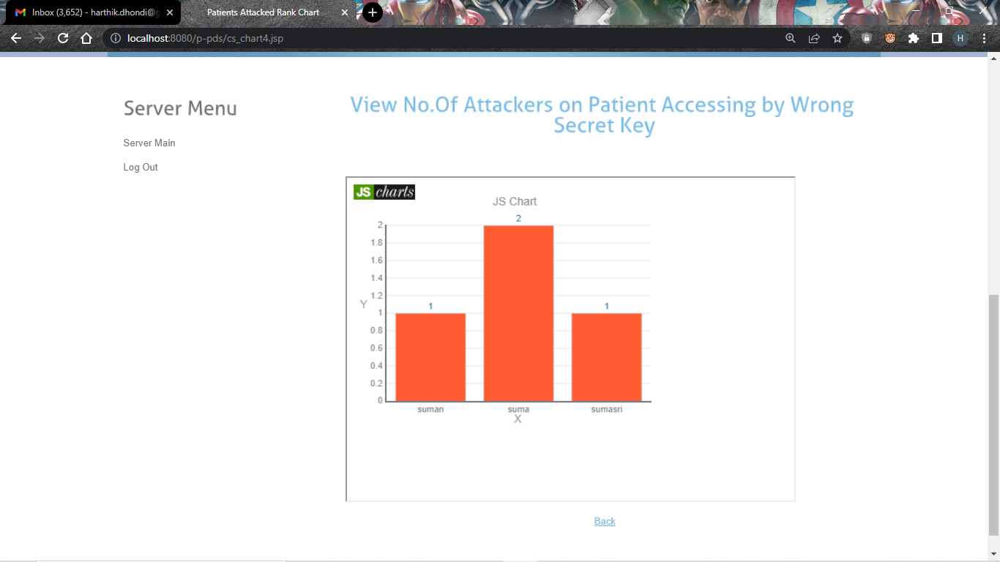 Inbox (3,652) - harthik.dhondi@g
Patients Attacked Rank Chart
localhost:8080/p-pds/cs_chart4.jsp
H
Server Menu
Server Main
Log Out
View No.Of Attackers on Patient Accessing by Wrong
Secret Key
JS charts
JS Chart
2
2
1.8
1.6
1.4
1.2
Y
1
1
1
0.8
0.6
0.4
0.2
0
suman suma sumasri
X
Back